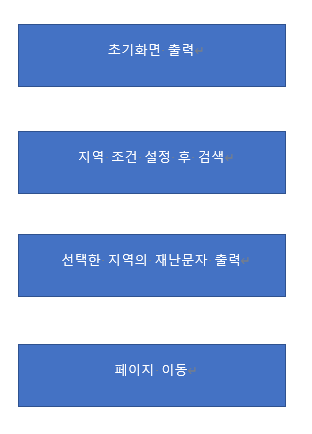 초기화면 출력
지역 조건 설정 후 검색
선택한 지역의 재난문자 출력
페이지 이동